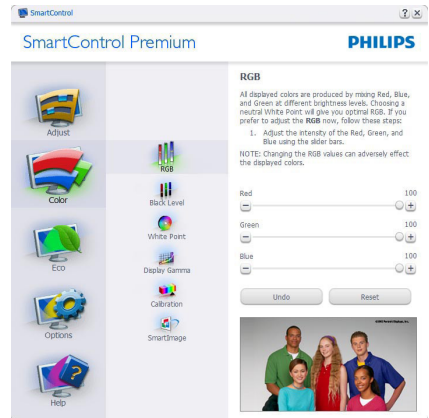 SmartControl
SmartControl Premium
PHILIPS
Adjust
Color
Eco
Options
Help
RGB
Black Level
White Point
Display Gamma
Calibration
SmartImage
RGB
All displayed colors are produced by mixing Red, Blue,
and Green at different brightness levels. Choosing a
neutral White Point will give you optimal RGB. If you
prefer to adjust the RGB now, follow these steps:
1. Adjust the intensity of the Red, Green, and
Blue using the slider bars.
NOTE: Changing the RGB values can adversely effect
the displayed colors.
Red 100
Green 100
Blue 100
Undo Reset